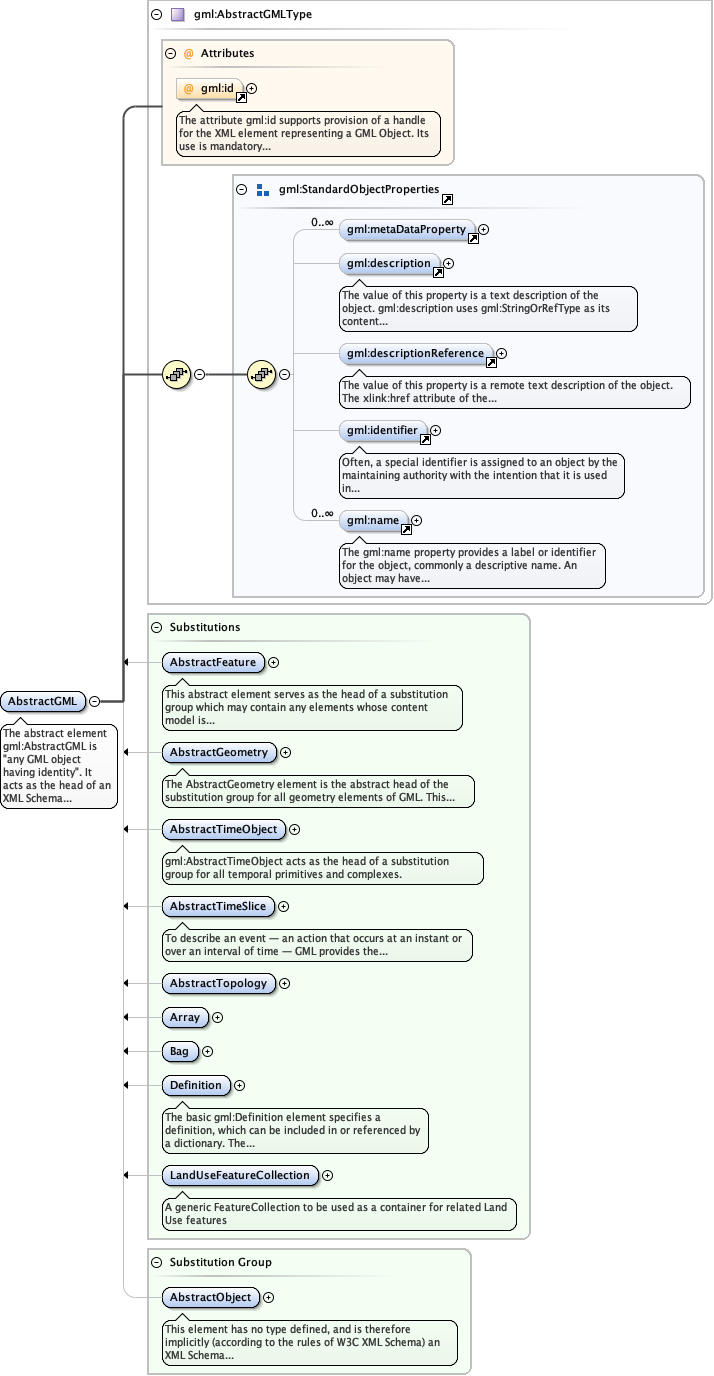 gml:AbstractGMLType
@ Attributes
@ gml:id
The attribute gml:id supports provision of a handle
for the XML element representing a GML Object. Its
use is mandatory...
gml:StandardObjectProperties
0..∞
gml:metaDataProperty
gml:description
The value of this property is a text description of the
object. gml:description uses gml:StringOrRefType as its
content...
gml:descriptionReference
The value of this property is a remote text description of the object.
The xlink:href attribute of the...
gml:identifier
Often, a special identifier is assigned to an object by the
maintaining authority with the intention that it is used
in...
0..∞
gml:name
The gml:name property provides a label or identifier
for the object, commonly a descriptive name. An
object may have...
AbstractGML
The abstract element
gml:AbstractGML is
"any GML object
having identity". It
acts as the head of an
XML Schema...
Substitutions
AbstractFeature
This abstract element serves as the head of a substitution
group which may contain any elements whose content
model is...
AbstractGeometry
The AbstractGeometry element is the abstract head of the
substitution group for all geometry elements of GML. This...
AbstractTimeObject
gml:AbstractTimeObject acts as the head of a substitution
group for all temporal primitives and complexes.
AbstractTimeSlice
To describe an event — an action that occurs at an instant or
over an interval of time — GML provides the...
AbstractTopology
Array
Bag
Definition
The basic gml:Definition element specifies a
definition, which can be included in or referenced by
a dictionary. The...
LandUseFeatureCollection
A generic FeatureCollection to be used as a container for related Land
Use features
Substitution Group
AbstractObject
This element has no type defined, and is therefore
implicitly (according to the rules of W3C XML Schema) an
XML Schema...